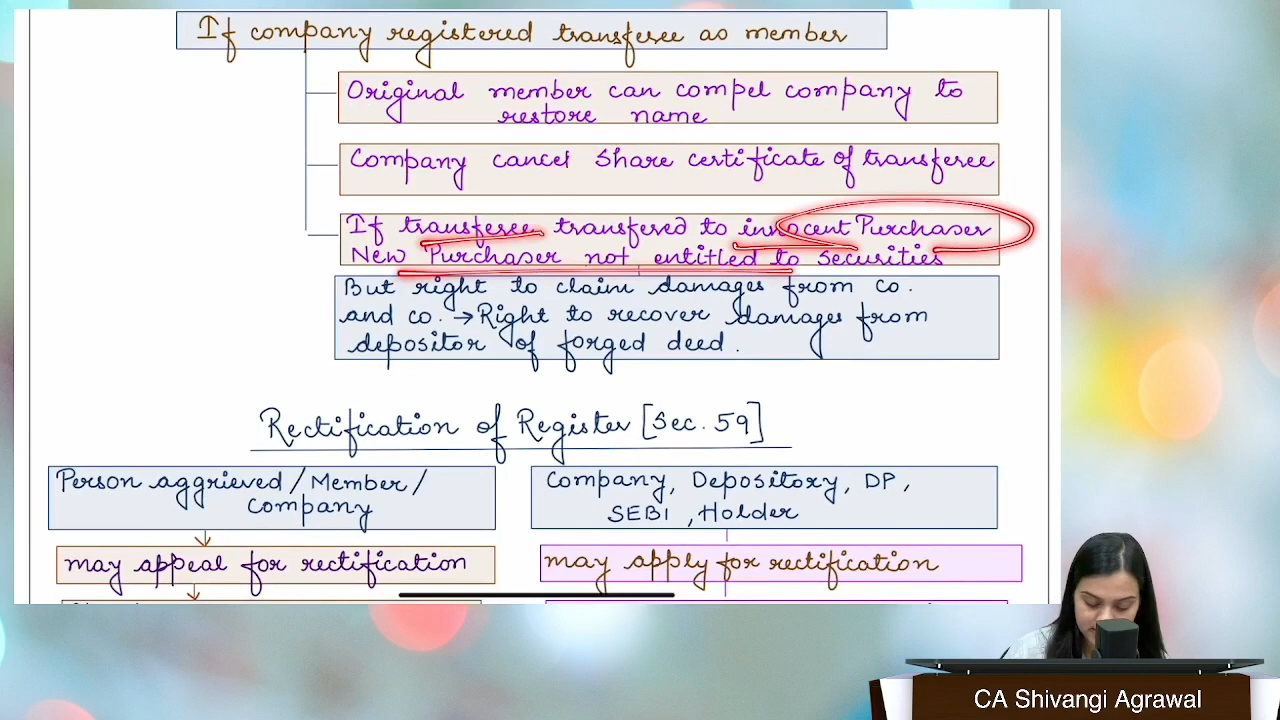 If company registered transferee as member
Original member can compel company to
restore name
Company cancel share certificate of transferee
If transferee transfered to innocent Purchaser
New Purchaser not entitled to securities
But right to claim damages from co.
and co. → Right to recover damages from
depositor of forged deed.
Rectification of Register [Sec. 59]
Person aggrieved / Member /
Company
may appeal for rectification
Company, Depository, DP,
SEBI , Holder
may apply for rectification
CA Shivangi Agrawal